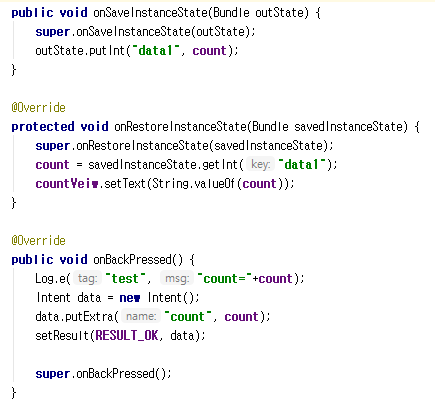 public void onSaveInstanceState(Bundle outState) {
super.onSaveInstanceState(outState);
outState.putInt("data1", count);
}
@Override
protected void onRestoreInstanceState(Bundle savedInstanceState) {
super.onRestoreInstanceState(savedInstanceState);
count = savedInstanceState.getInt( key: "data1");
countVeiw.setText(String.valueOf(count));
}
@Override
public void onBackPressed() {
Log.e( tag: "test", msg: "count="+count);
Intent data = new Intent();
data.putExtra( name: "count", count);
setResult(RESULT_OK, data);
super.onBackPressed();
}